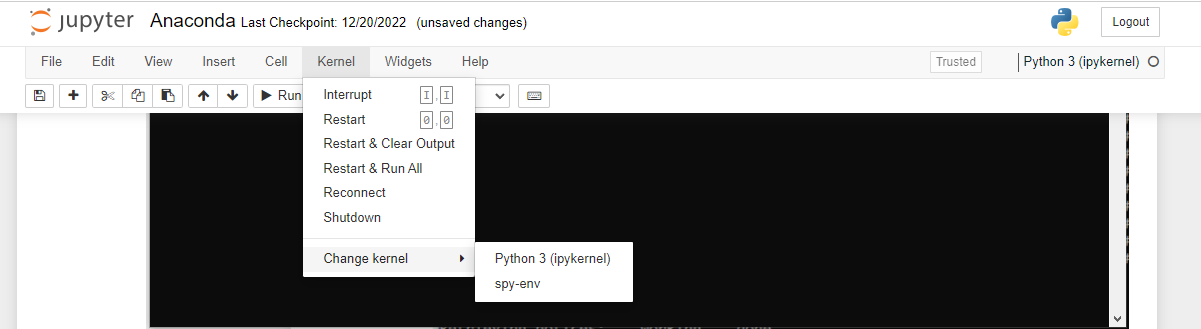 jupyter Anaconda Last Checkpoint: 12/20/2022 (unsaved changes) Logout
File Edit View Insert Cell Kernel Widgets Help Trusted Python 3 (ipykernel)
Run
Interrupt I,I
Restart 0,0
Restart & Clear Output
Restart & Run All
Reconnect
Shutdown
Change kernel Python 3 (ipykernel)
spy-env